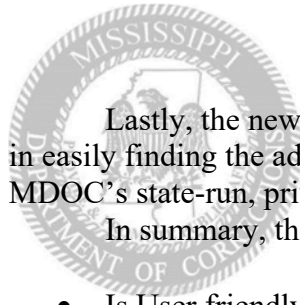 MISSISSIPPI
Lastly, the new
in easily finding the ad
MDOC's state-run, pri
In summary, th
DEPARTMENT OF CO
• Is User friendly